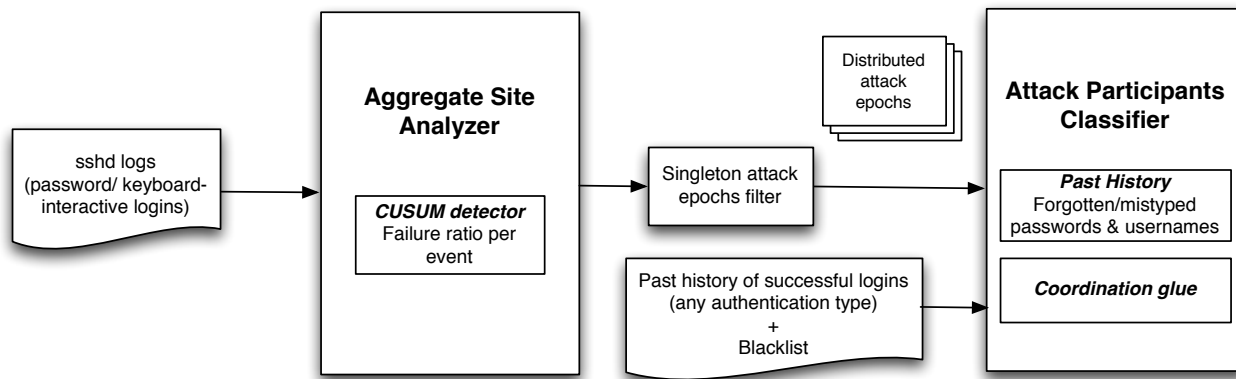 sshd logs
(password/ keyboard-
interactive logins)
Aggregate Site
Analyzer
CUSUM detector
Failure ratio per
event
Singleton attack
epochs filter
Distributed
attack
epochs
Past history of successful logins
(any authentication type)
+
Blacklist
Attack Participants
Classifier
Past History
Forgotten/mistyped
passwords & usernames
Coordination glue